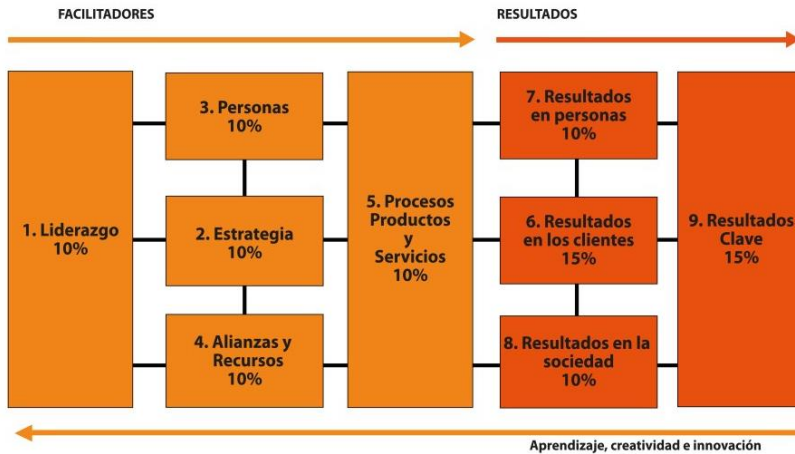 FACILITADORES
RESULTADOS
1. Liderazgo
10%
3. Personas
10%
2. Estrategia
10%
4. Alianzas y
Recursos
10%
5. Procesos
Productos
y
Servicios
10%
7. Resultados
en personas
10%
6. Resultados
en los clientes
15%
8. Resultados en la
sociedad
10%
9. Resultados
Clave
15%
Aprendizaje, creatividad e innovación